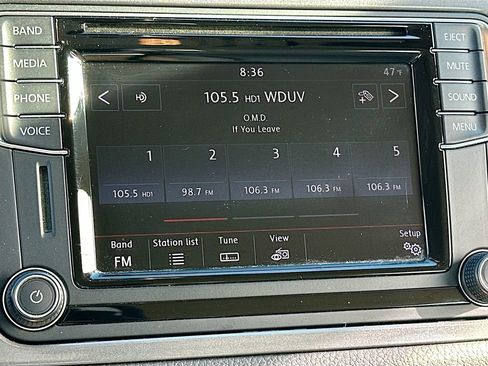 BAND
MEDIA
PHONE
VOICE
EJECT
MUTE
SOUND
MENU
8:36
47°F
105.5 HD1 WDUV
O.M.D.
If You Leave
1 2 3 4 5
105.5 HD1 98.7 FM 106.3 FM 106.3 FM 106.3 FM
Band Station list Tune View Setup
FM